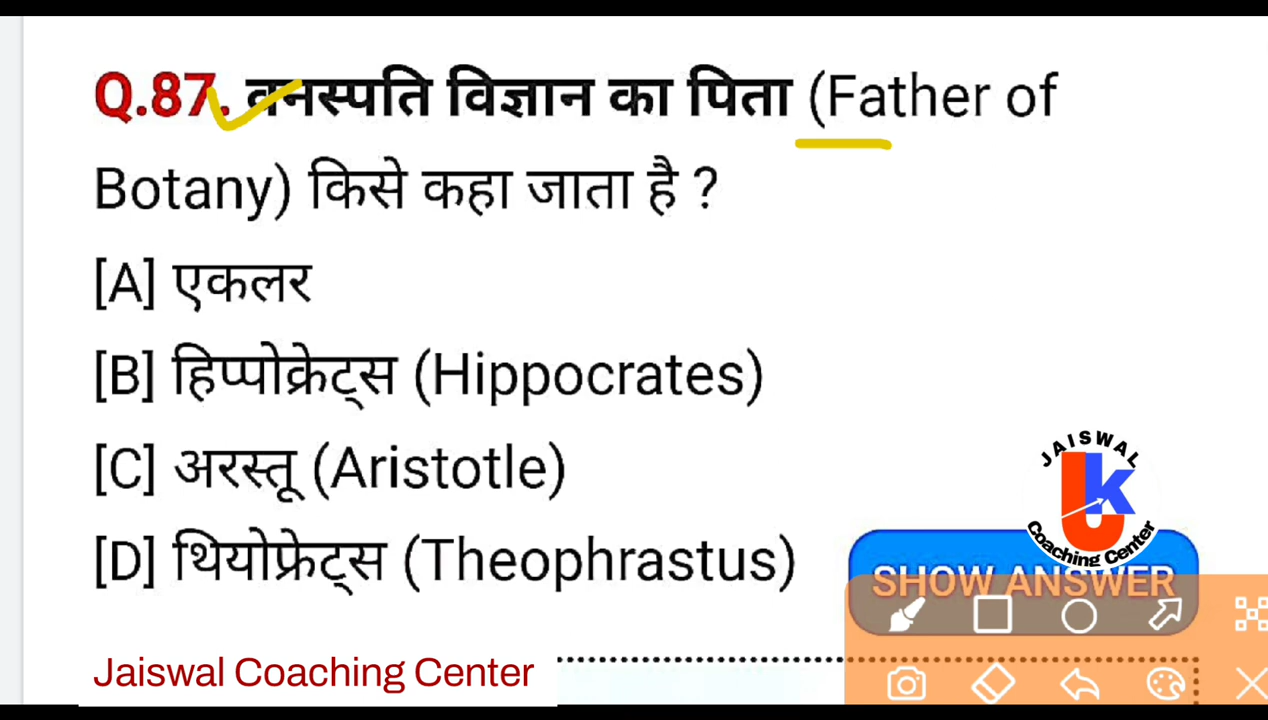 Q.87. वनस्पति विज्ञान का पिता (Father of
Botany) किसे कहा जाता है ?
[A] एकलर
[B] हिप्पोक्रेट्स (Hippocrates)
[C] अरस्तू (Aristotle)
[D] थियोफ्रेट्स (Theophrastus)
JAISWAL
Jk
Coaching Center
SHOW ANSWER
Jaiswal Coaching Center